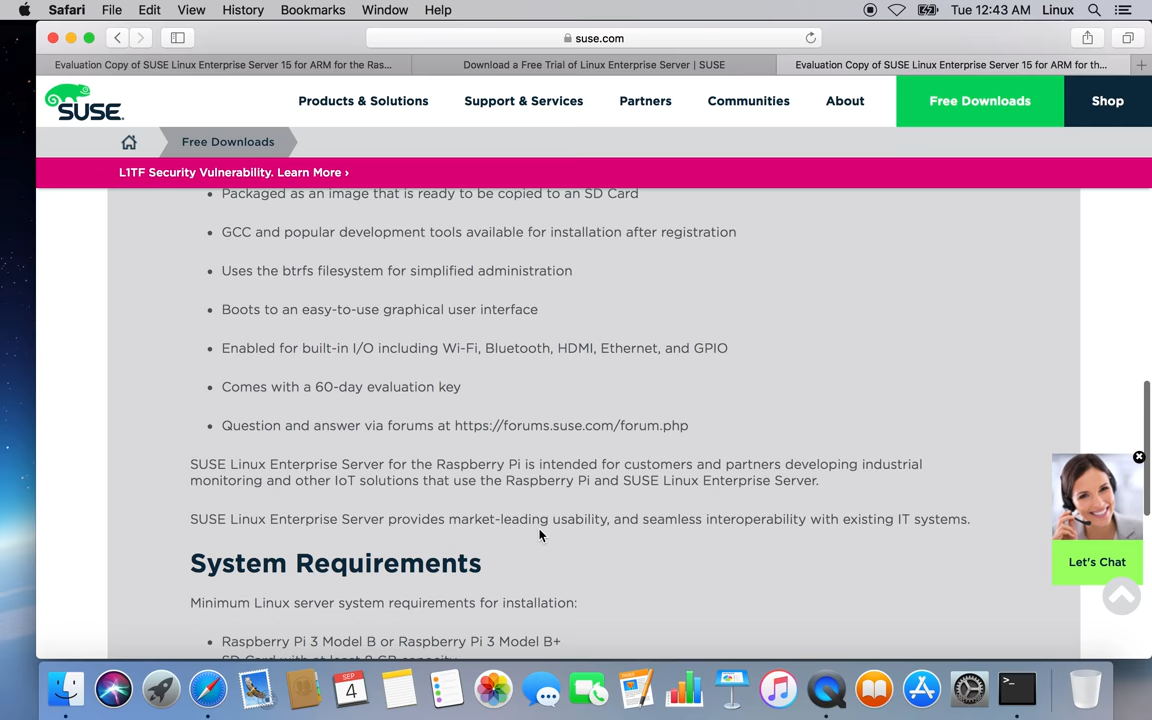 Safari File Edit View History Bookmarks Window Help Tue 12:43 AM Linux
suse.com
Evaluation Copy of SUSE Linux Enterprise Server 15 for ARM for the Ras... Download a Free Trial of Linux Enterprise Server | SUSE Evaluation Copy of SUSE Linux Enterprise Server 15 for ARM for th...
SUSE. Products & Solutions Support & Services Partners Communities About Free Downloads Shop
Free Downloads
L1TF Security Vulnerability. Learn More ›
• Packaged as an image that is ready to be copied to an SD Card
• GCC and popular development tools available for installation after registration
• Uses the btrfs filesystem for simplified administration
• Boots to an easy-to-use graphical user interface
• Enabled for built-in I/O including Wi-Fi, Bluetooth, HDMI, Ethernet, and GPIO
• Comes with a 60-day evaluation key
• Question and answer via forums at https://forums.suse.com/forum.php
SUSE Linux Enterprise Server for the Raspberry Pi is intended for customers and partners developing industrial
monitoring and other IoT solutions that use the Raspberry Pi and SUSE Linux Enterprise Server.
SUSE Linux Enterprise Server provides market-leading usability, and seamless interoperability with existing IT systems.
Let's Chat
System Requirements
Minimum Linux server system requirements for installation:
• Raspberry Pi 3 Model B or Raspberry Pi 3 Model B+
SD Card with at least 8 GB capacity
SEP
4